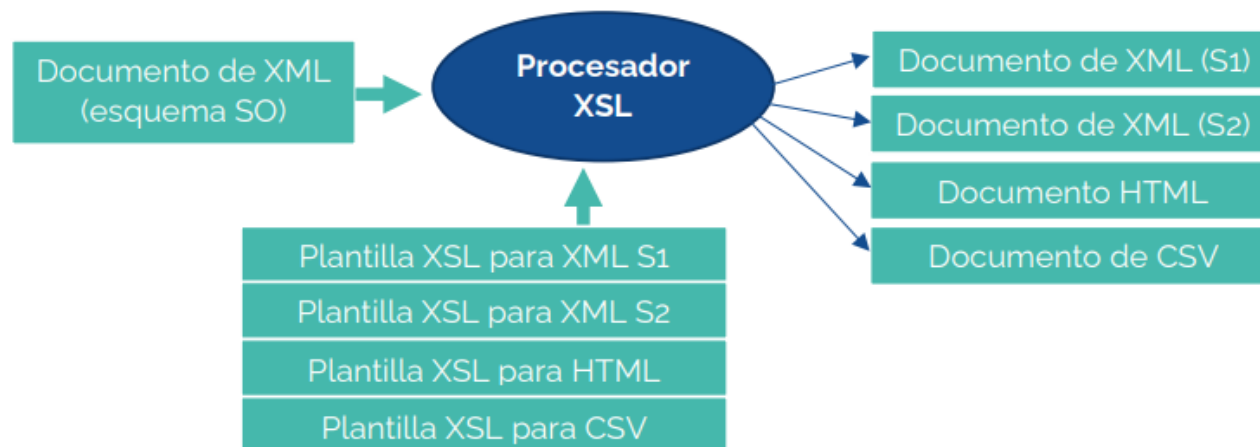 Documento de XML
(esquema SO)
Procesador
XSL
Documento de XML (S1)
Documento de XML (S2)
Documento HTML
Documento de CSV
Plantilla XSL para XML S1
Plantilla XSL para XML S2
Plantilla XSL para HTML
Plantilla XSL para CSV